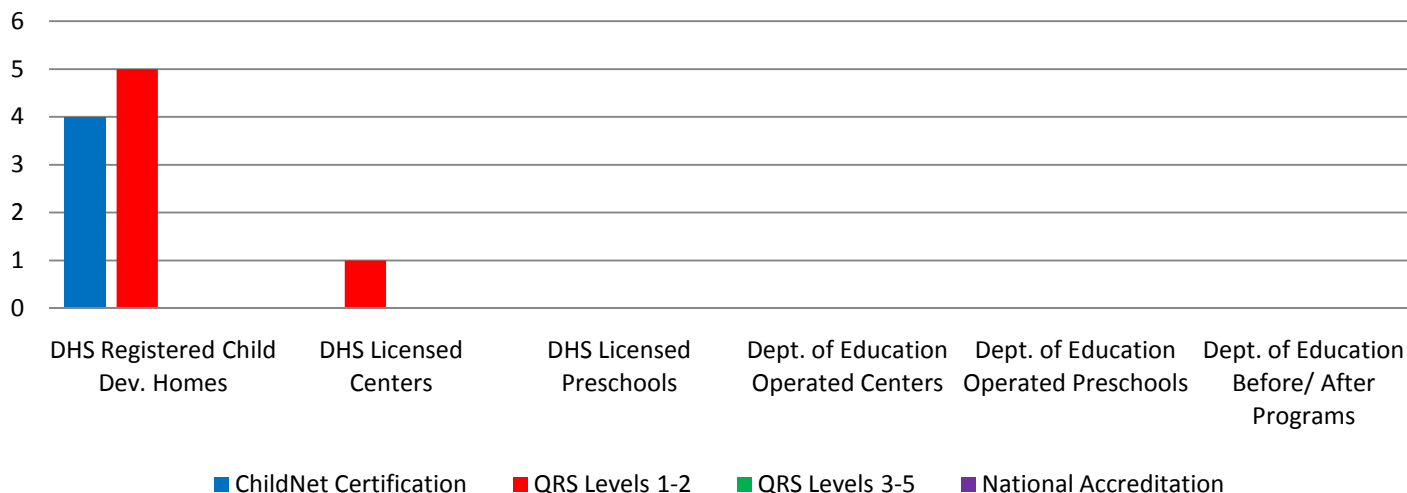 6
5
4
3
2
1
0
DHS Registered Child
Dev. Homes
DHS Licensed
Centers
DHS Licensed
Preschools
Dept. of Education
Operated Centers
Dept. of Education
Operated Preschools
Dept. of Education
Before/ After
Programs
ChildNet Certification
QRS Levels 1-2
QRS Levels 3-5
National Accreditation